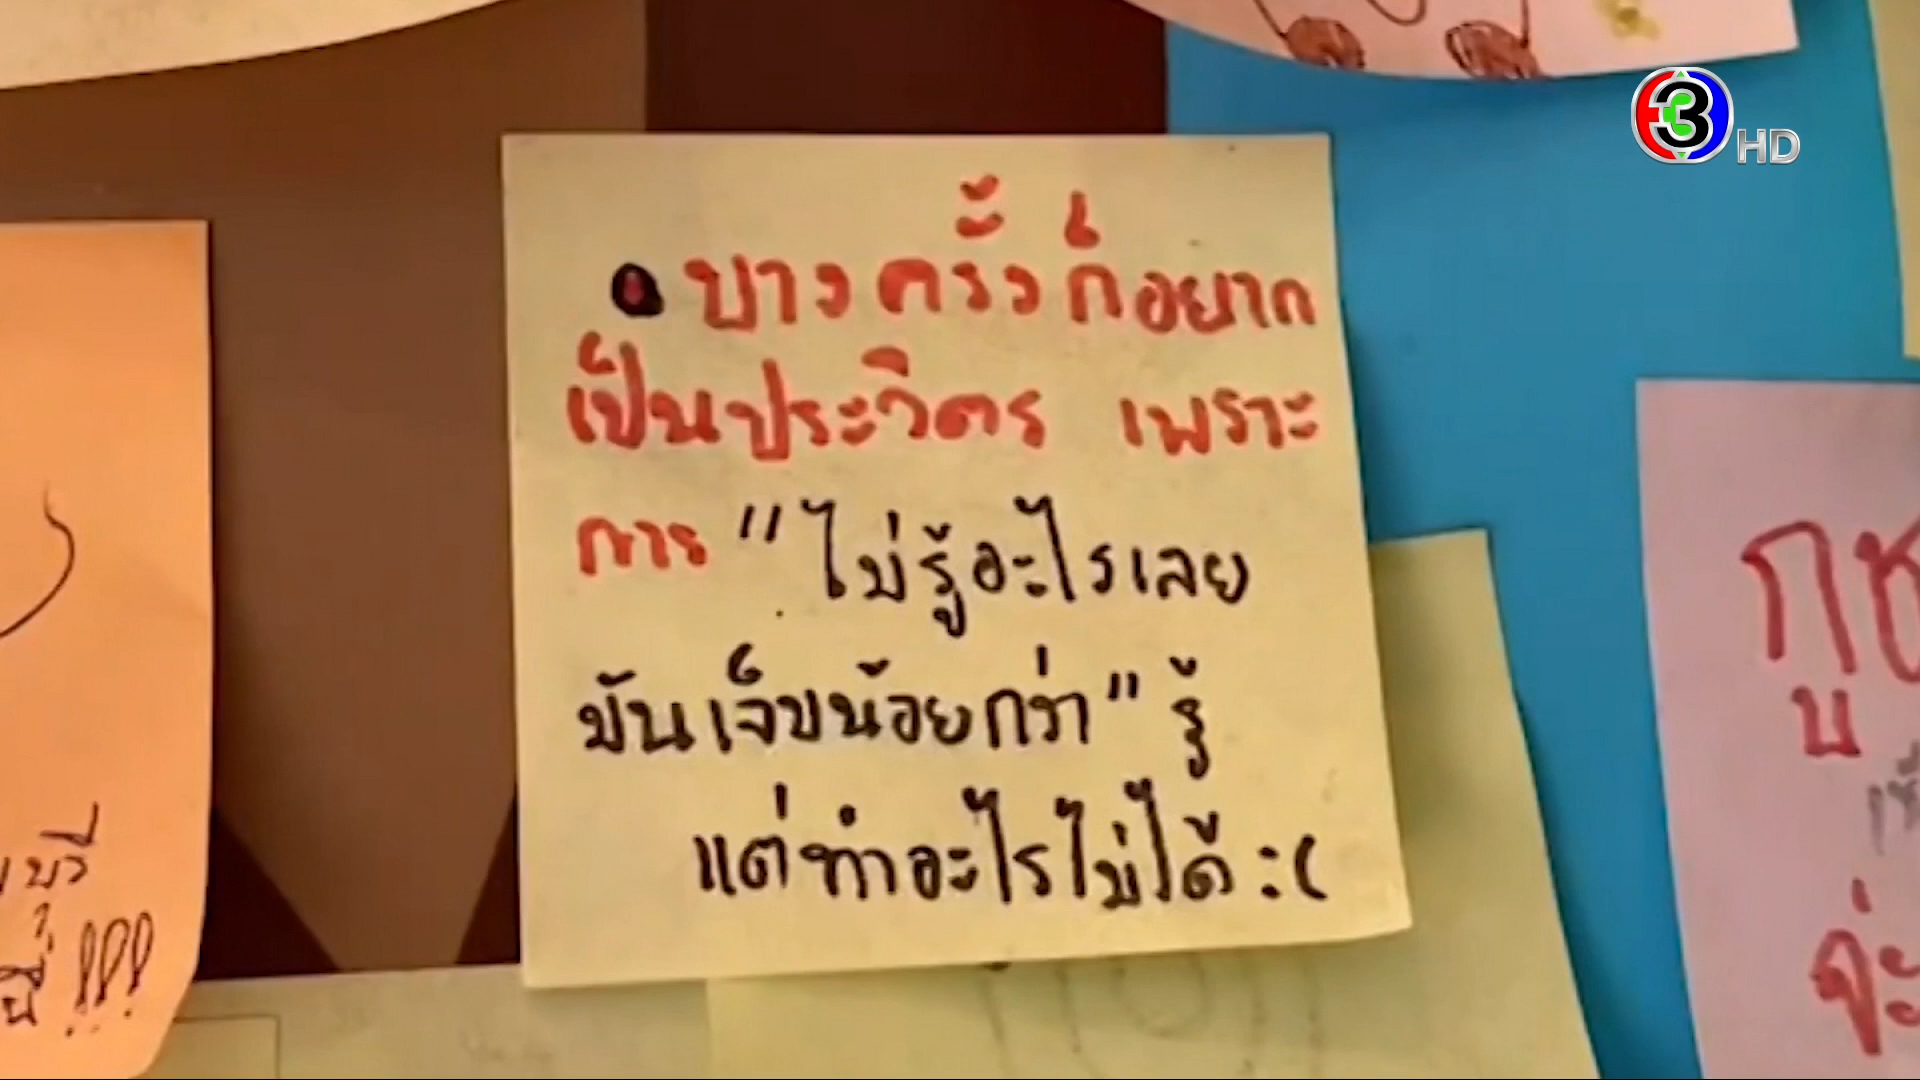 3 HD
บางครั้งก็อยาก
เป็นประวิตร เพราะ
การ "ไม่รู้อะไรเลย
มันเจ็บน้อยกว่า" รู้
แต่ทำอะไรไม่ได้ :(
บุรี
!!!